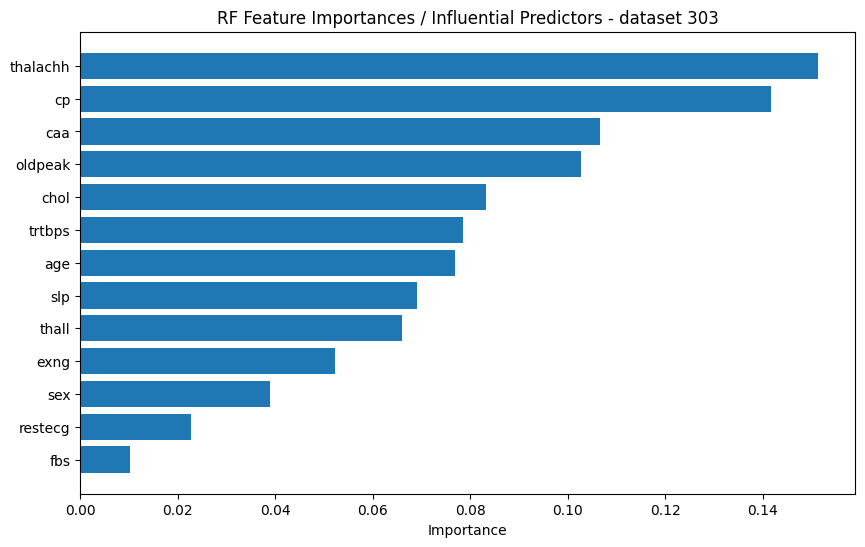 RF Feature Importances / Influential Predictors - dataset 303
thalachh
cp
caa
oldpeak
chol
trtbps
age
slp
thall
exng
sex
restecg
fbs
0.00 0.02 0.04 0.06 0.08 0.10 0.12 0.14
Importance